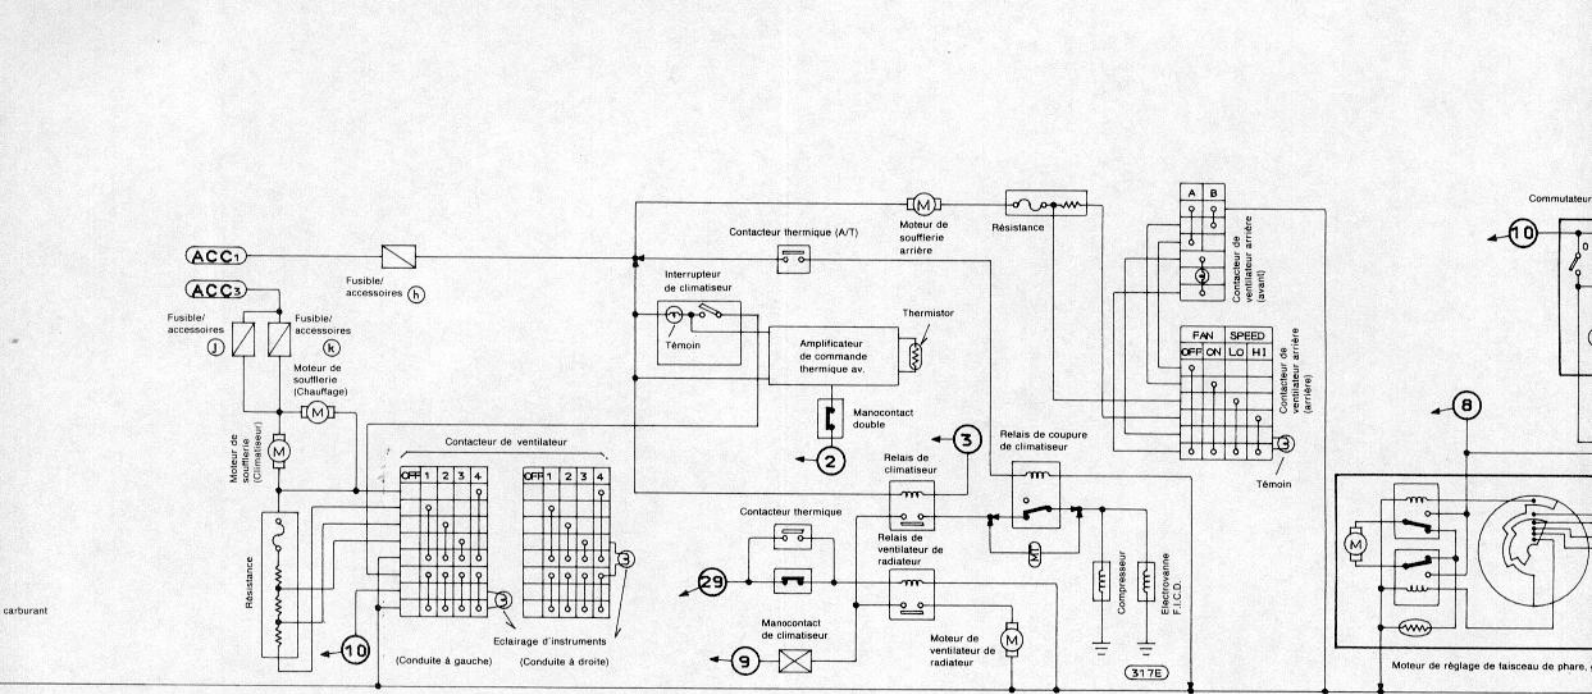 Commutateur
10
A B
Moteur de
soufflerie
arrière
Résistance
Contacteur thermique (A/T)
Contacteur de
ventilateur arrière
(avant)
ACC1
Fusible/
accessoires h
Interrupteur
de climatiseur
Témoin
ACC3
Fusible/
accessoires
j
Fusible/
accessoires
k
Thermistor
Amplificateur
de commande
thermique av.
FAN SPEED
OFF ON LO HI
Contacteur de
ventilateur arrière
(arrière)
Témoin
Moteur de
soufflerie
(Chauffage)
M
Manocontact
double
2
3
8
Moteur de
soufflerie
(Climatiseur)
M
Contacteur de ventilateur
OFF 1 2 3 4
OFF 1 2 3 4
Relais de
climatiseur
Relais de coupure
de climatiseur
Contacteur thermique
Relais de
ventilateur de
radiateur
MT
Compresseur
Electrovanne
F.I.C.D.
M
Résistance
carburant
29
Eclairage d'instruments
(Conduite à gauche) (Conduite à droite)
10
Manocontact
de climatiseur
9
Moteur de
ventilateur de
radiateur
M
317E
Moteur de réglage de faisceau de phare,